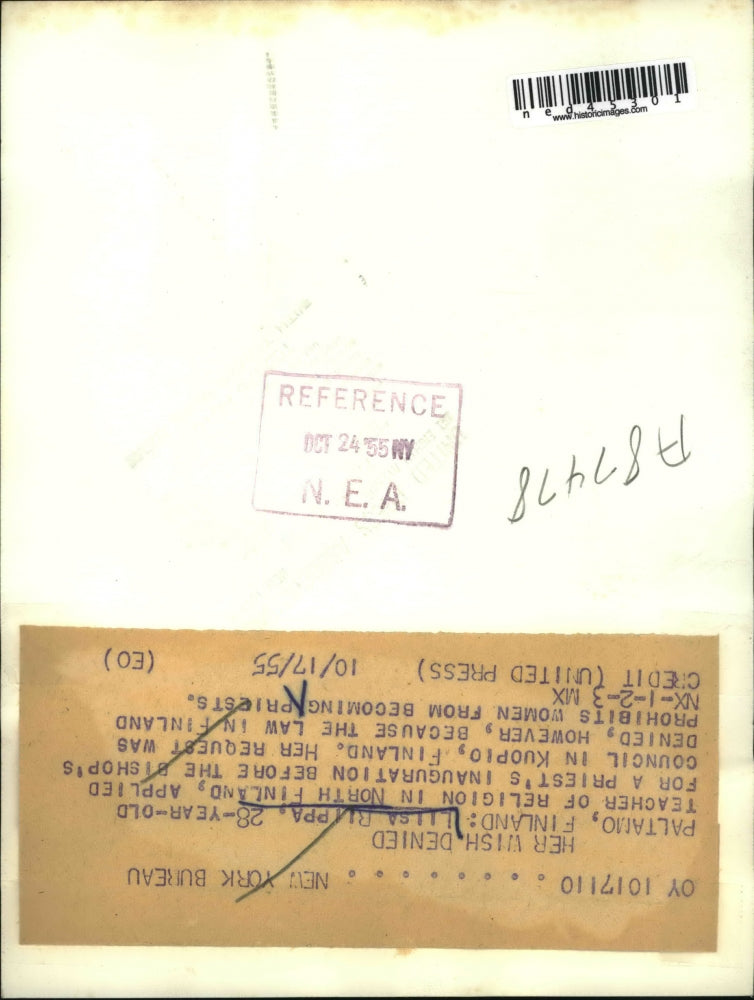 ned45301
www.historicimages.com
REFERENCE
OCT 24 '55 NY
N. E. A.
A87478
OY 1017110 . . . . . . . . NEW YORK BUREAU
HER WISH DENIED
PALTAMO, FINLAND: LIISA RIIPPA, 28-YEAR-OLD
TEACHER OF RELIGION IN NORTH FINLAND, APPLIED
FOR A PRIEST'S INAUGURATION BEFORE THE BISHOP'S
COUNCIL IN KUOPIO, FINLAND. HER REQUEST WAS
DENIED, HOWEVER, BECAUSE THE LAW IN FINLAND
PROHIBITS WOMEN FROM BECOMING PRIESTS.
NX-1-2-3 MX
CREDIT (UNITED PRESS) 10/17/55 (EO)